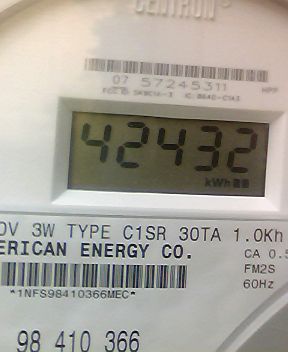 CENTRON
07 57245311
42432
kWh
0V 3W TYPE C1SR 30TA 1.0Kh
ERICAN ENERGY CO.
CA 0.5
FM2S
60Hz
*1NFS98410366MEC*
98 410 366